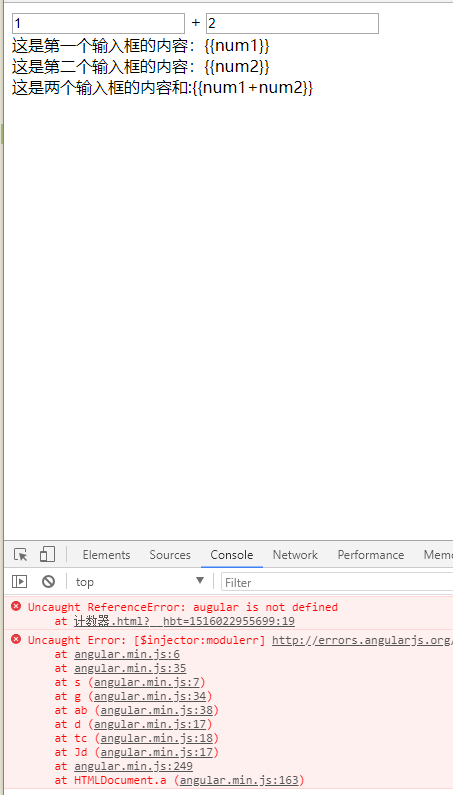 1 + 2
这是第一个输入框的内容：{{num1}}
这是第二个输入框的内容：{{num2}}
这是两个输入框的内容和:{{num1+num2}}
Elements Sources Console Network Performance Memo
top ▼ Filter
Uncaught ReferenceError: augular is not defined
at 计数器.html?__hbt=1516022955699:19
Uncaught Error: [$injector:modulerr] http://errors.angularjs.org/
at angular.min.js:6
at angular.min.js:35
at s (angular.min.js:7)
at g (angular.min.js:34)
at ab (angular.min.js:38)
at d (angular.min.js:17)
at tc (angular.min.js:18)
at Jd (angular.min.js:17)
at angular.min.js:249
at HTMLDocument.a (angular.min.js:163)